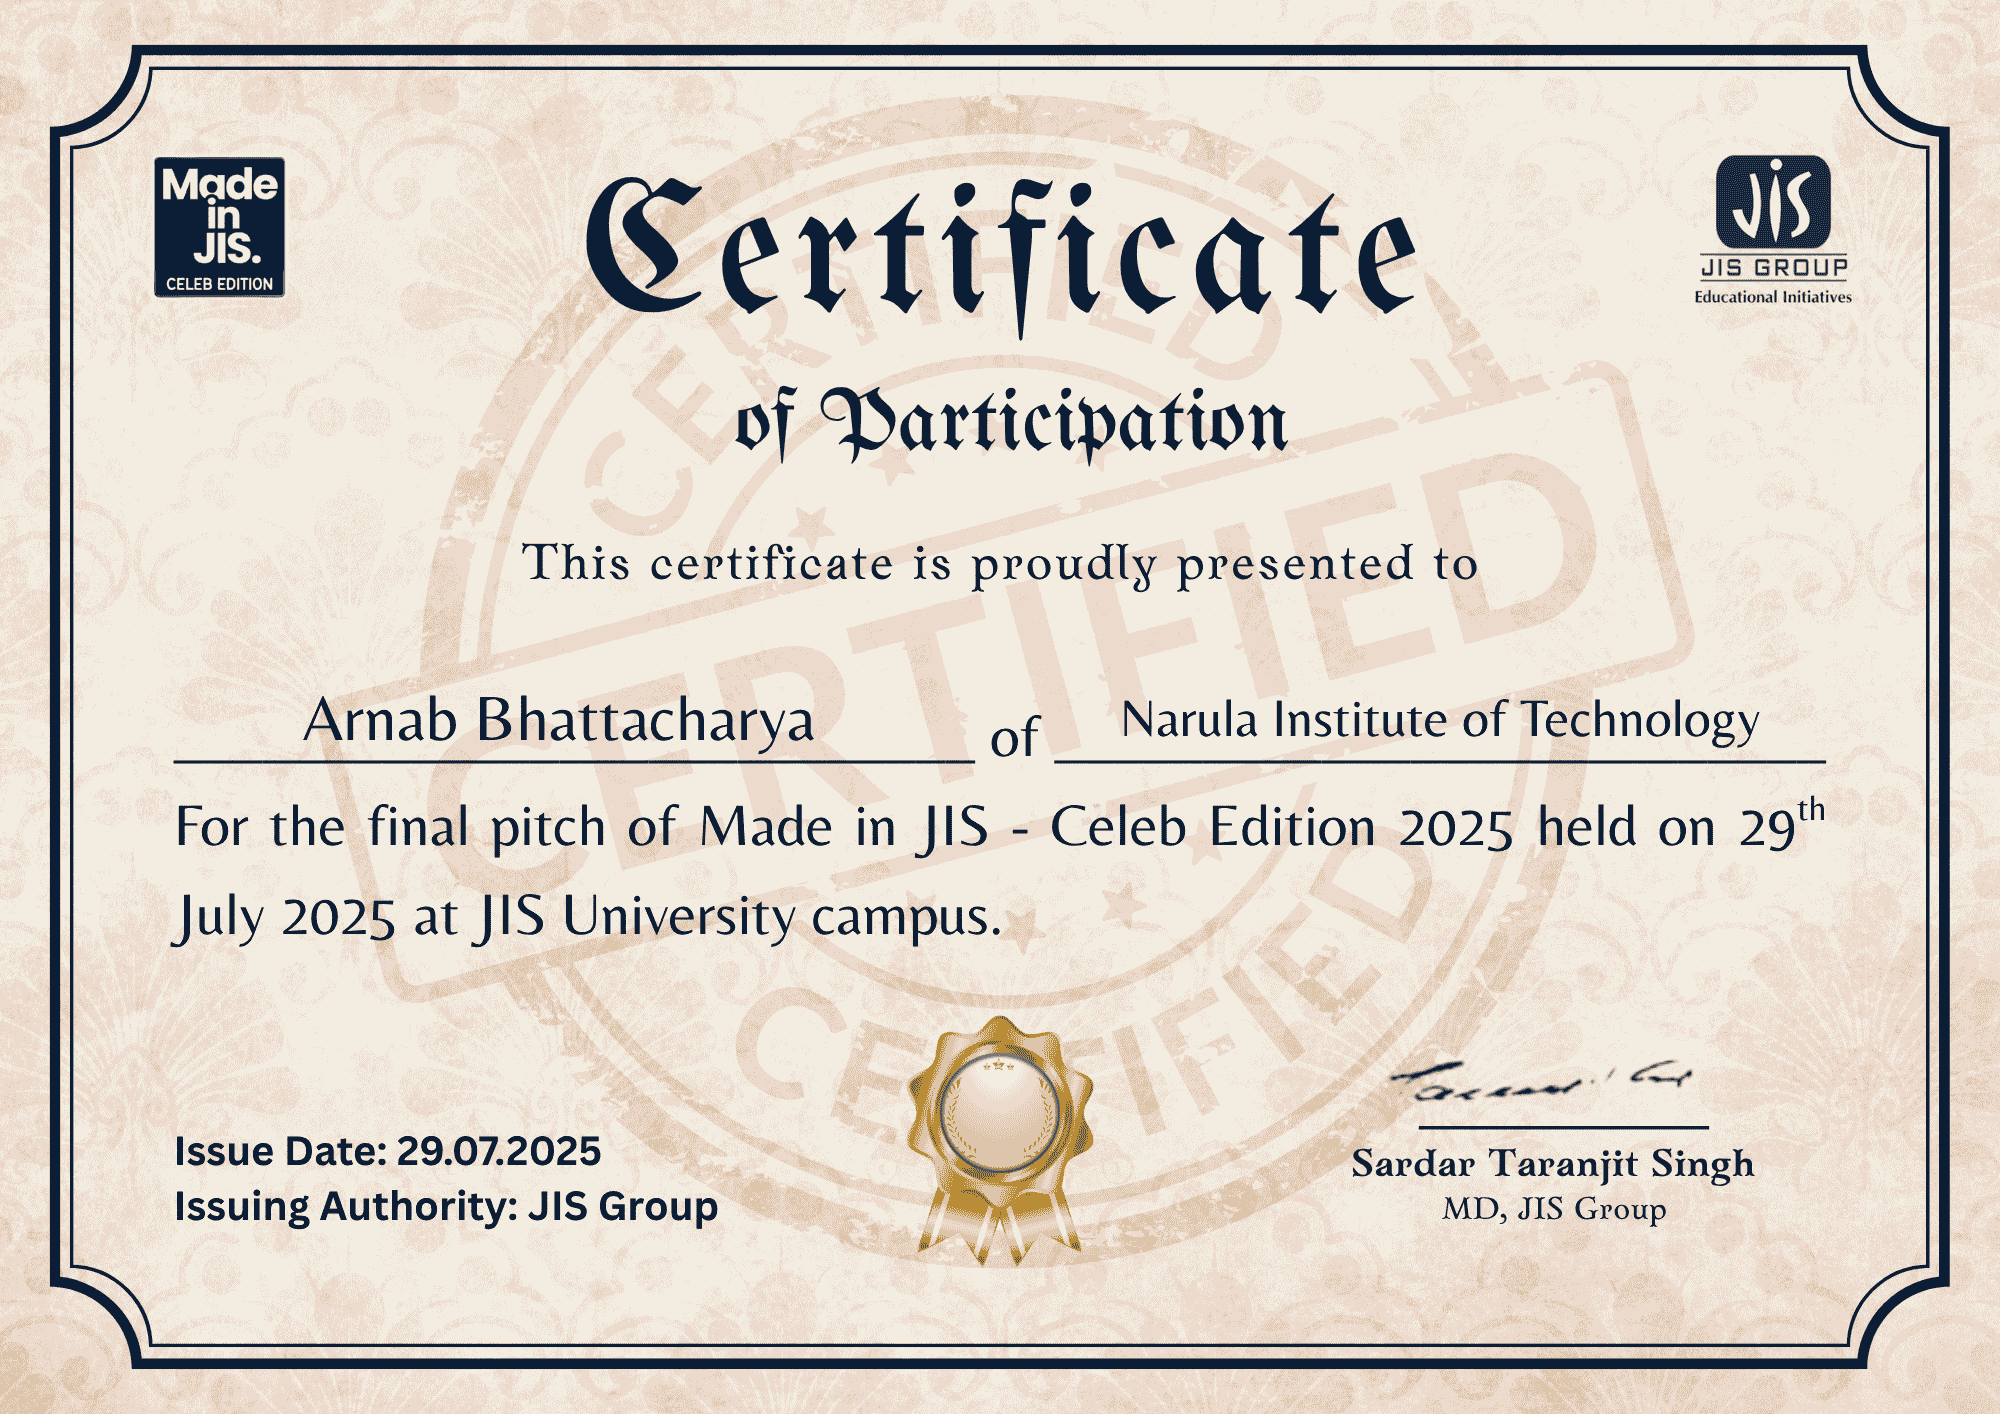 Made
in
JIS.
CELEB EDITION
JIS
JIS GROUP
Educational Initiatives
Certificate
of Participation
This certificate is proudly presented to
Arnab Bhattacharya of Narula Institute of Technology
For the final pitch of Made in JIS - Celeb Edition 2025 held on 29th
July 2025 at JIS University campus.
Issue Date: 29.07.2025
Issuing Authority: JIS Group
Sardar Taranjit Singh
MD, JIS Group
CERTIFIED
CERTIFIED
CERTIFIED